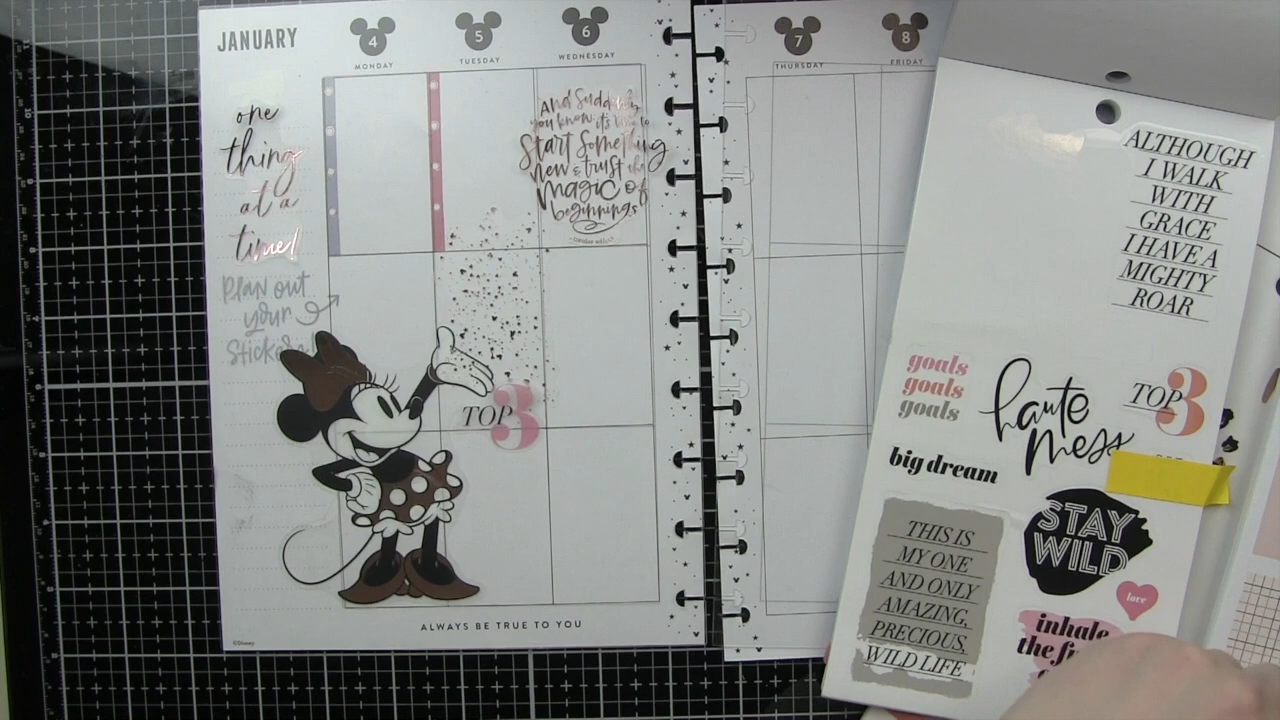 JANUARY
4
MONDAY
5
TUESDAY
6
WEDNESDAY
7
THURSDAY
8
FRIDAY
one
thing
at a
time!
Plan out
your
Stickers
And Suddenly
you know: it's time to
Start Something
new & trust the
magic of
beginnings
TOP 3
ALWAYS BE TRUE TO YOU
©Disney
ALTHOUGH
I WALK
WITH
GRACE
I HAVE A
MIGHTY
ROAR
goals
goals
goals
haute
mess
TOP 3
big dream
STAY
WILD
THIS IS
MY ONE
AND ONLY
AMAZING,
PRECIOUS,
WILD LIFE
love
inhale
the